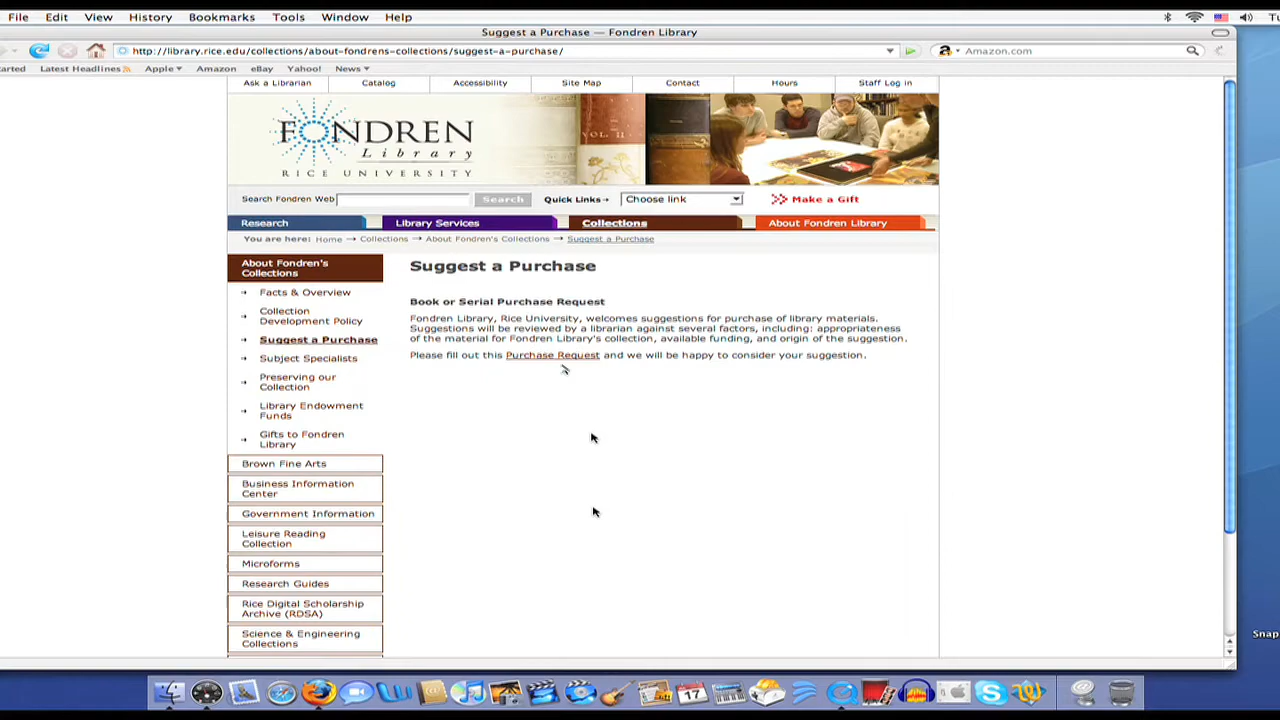 File Edit View History Bookmarks Tools Window Help
Suggest a Purchase — Fondren Library
http://library.rice.edu/collections/about-fondrens-collections/suggest-a-purchase/
Amazon.com
Latest Headlines Apple Amazon eBay Yahoo! News
Ask a Librarian Catalog Accessibility Site Map Contact Hours Staff Log in
FONDREN
Library
RICE UNIVERSITY
VOL. II
Search Fondren Web Search Quick Links Choose link Make a Gift
Research Library Services Collections About Fondren Library
You are here: Home → Collections → About Fondren's Collections → Suggest a Purchase
About Fondren's
Collections
Facts & Overview
Collection
Development Policy
Suggest a Purchase
Subject Specialists
Preserving our
Collection
Library Endowment
Funds
Gifts to Fondren
Library
Brown Fine Arts
Business Information
Center
Government Information
Leisure Reading
Collection
Microforms
Research Guides
Rice Digital Scholarship
Archive (RDSA)
Science & Engineering
Collections
Suggest a Purchase
Book or Serial Purchase Request
Fondren Library, Rice University, welcomes suggestions for purchase of library materials.
Suggestions will be reviewed by a librarian against several factors, including: appropriateness
of the material for Fondren Library's collection, available funding, and origin of the suggestion.
Please fill out this Purchase Request and we will be happy to consider your suggestion.
Snap
17